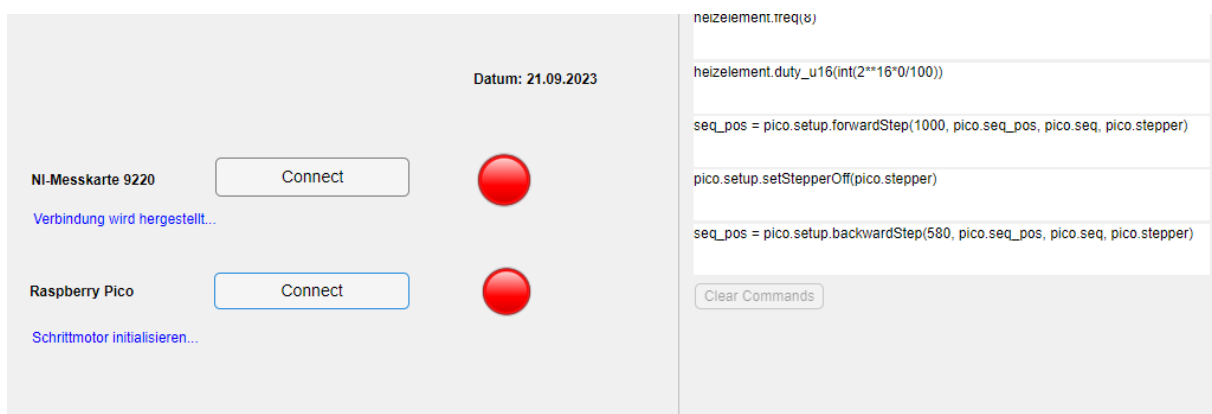 Datum: 21.09.2023
NI-Messkarte 9220
Connect
Verbindung wird hergestellt...
Raspberry Pico
Connect
Schrittmotor initialisieren...
heizelement.freq(8)
heizelement.duty_u16(int(2**16*0/100))
seq_pos = pico.setup.forwardStep(1000, pico.seq_pos, pico.seq, pico.stepper)
pico.setup.setStepperOff(pico.stepper)
seq_pos = pico.setup.backwardStep(580, pico.seq_pos, pico.seq, pico.stepper)
Clear Commands